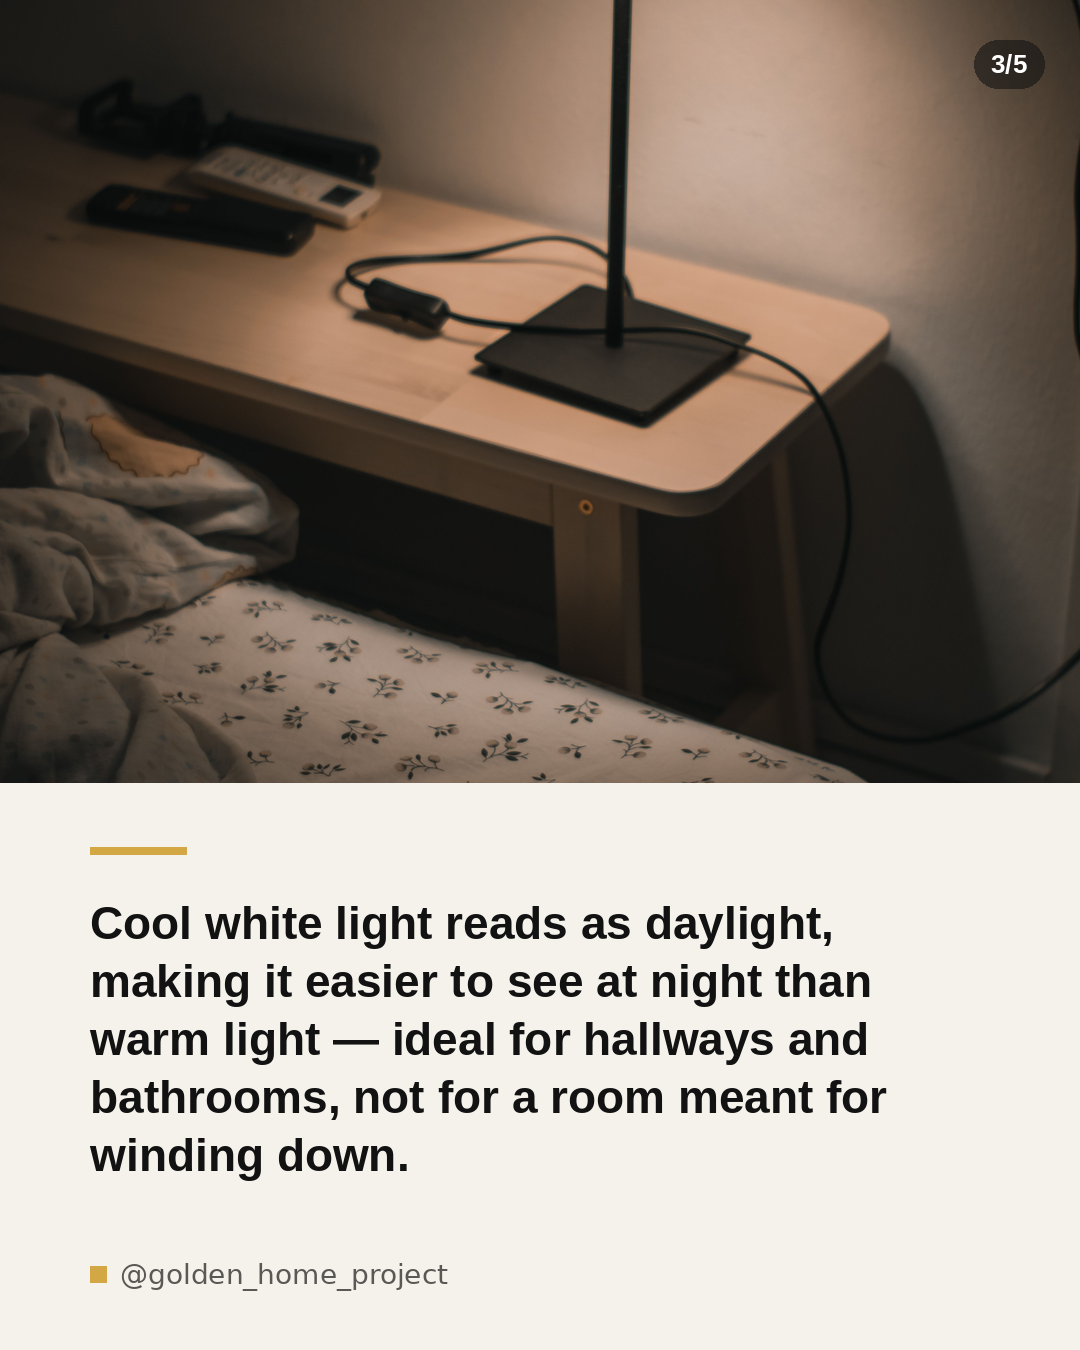 3/5
Cool white light reads as daylight,
making it easier to see at night than
warm light — ideal for hallways and
bathrooms, not for a room meant for
winding down.
@golden_home_project